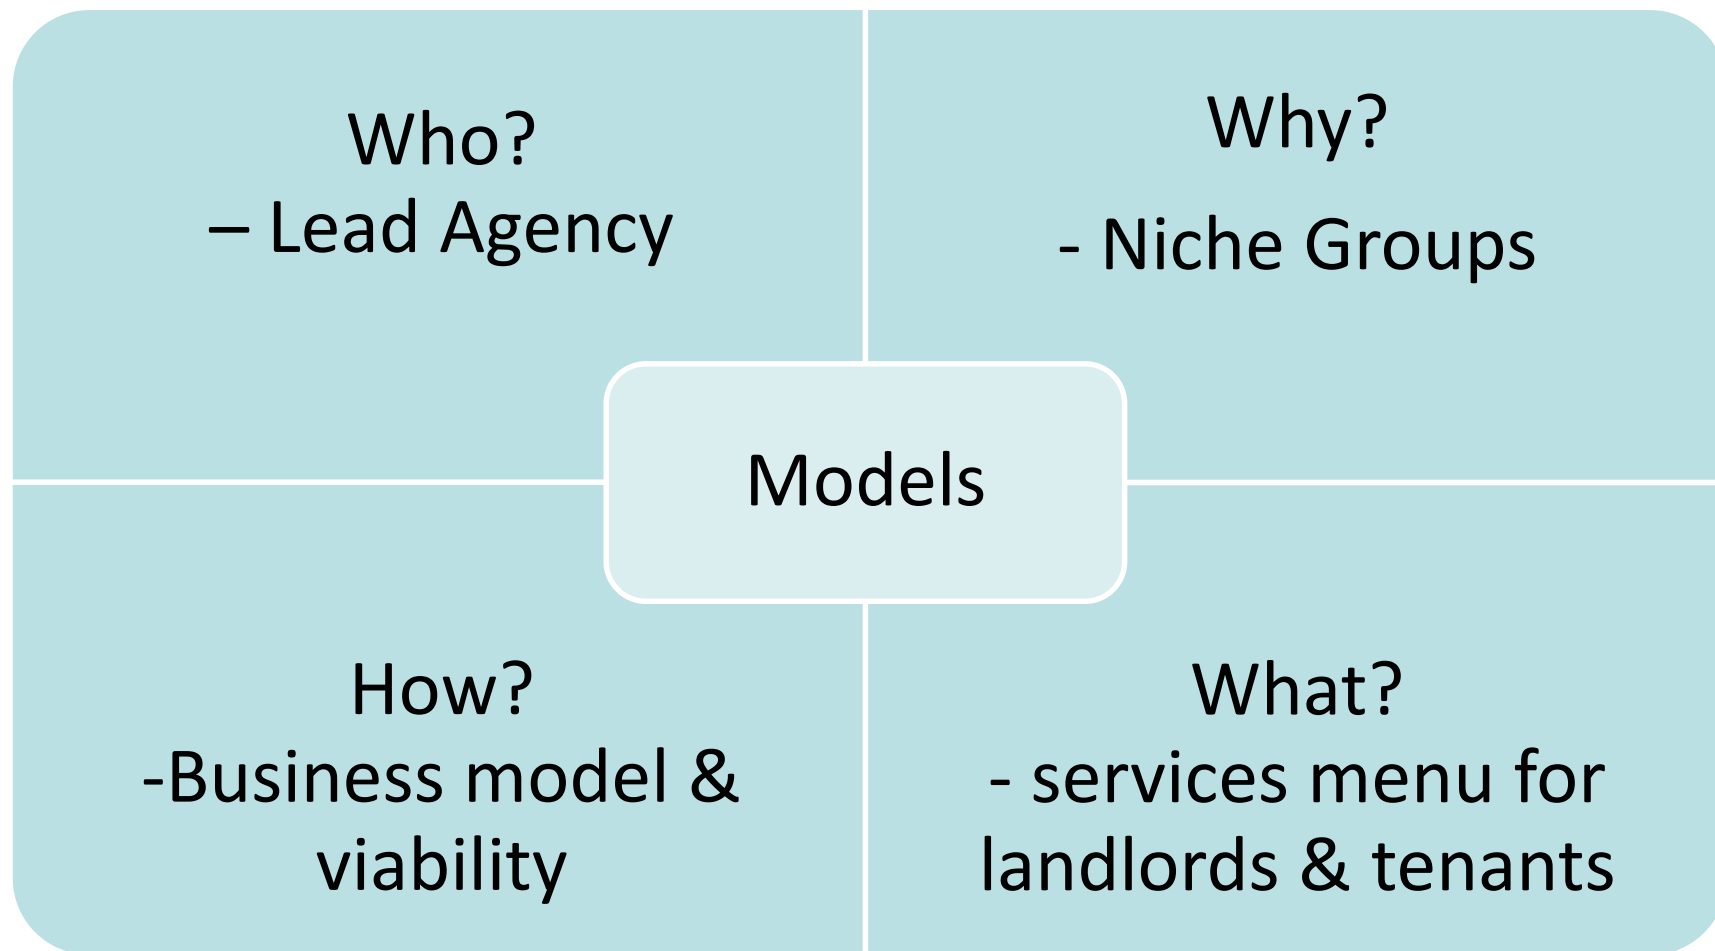 Who?
– Lead Agency
Why?
- Niche Groups
Models
How?
-Business model &
viability
What?
- services menu for
landlords & tenants